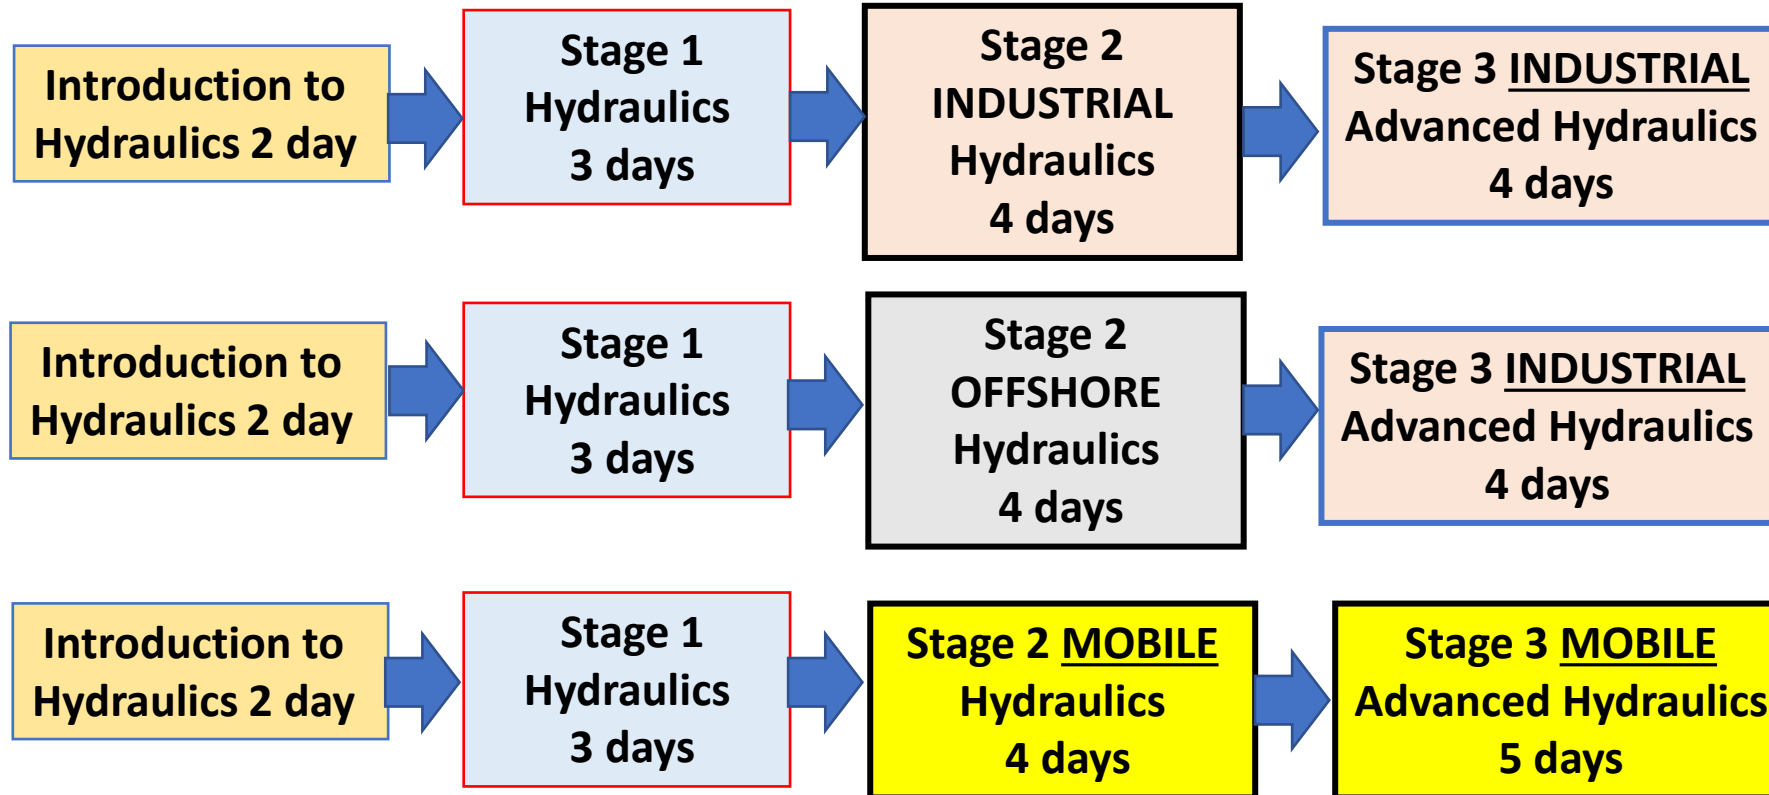 Introduction to
Hydraulics 2 day
Stage 1
Hydraulics
3 days
Stage 2
INDUSTRIAL
Hydraulics
4 days
Stage 3 INDUSTRIAL
Advanced Hydraulics
4 days
Introduction to
Hydraulics 2 day
Stage 1
Hydraulics
3 days
Stage 2
OFFSHORE
Hydraulics
4 days
Stage 3 INDUSTRIAL
Advanced Hydraulics
4 days
Introduction to
Hydraulics 2 day
Stage 1
Hydraulics
3 days
Stage 2 MOBILE
Hydraulics
4 days
Stage 3 MOBILE
Advanced Hydraulics
5 days